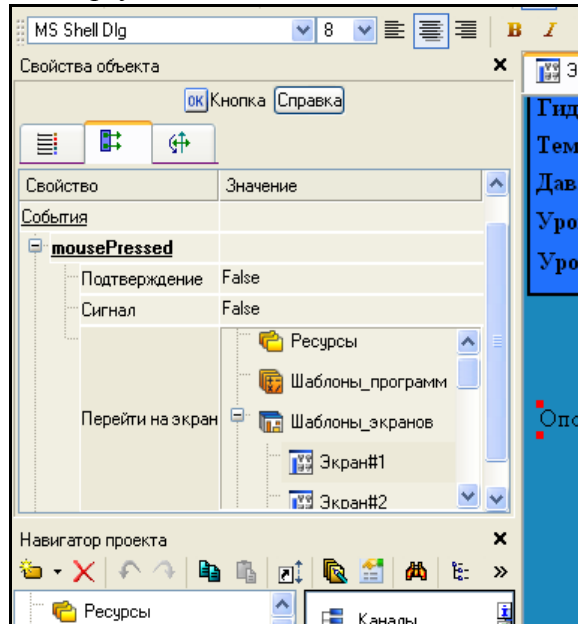 MS Shell Dlg 8 B I
Свойства объекта
OK Кнопка Справка
Свойство Значение
События
mousePressed
Подтверждение False
Сигнал False
Перейти на экран
Ресурсы
Шаблоны_программ
Шаблоны_экранов
Экран#1
Экран#2
Навигатор проекта
Ресурсы
Каналы
Э
Гид
Тем
Дав
Уро
Уро
Опо